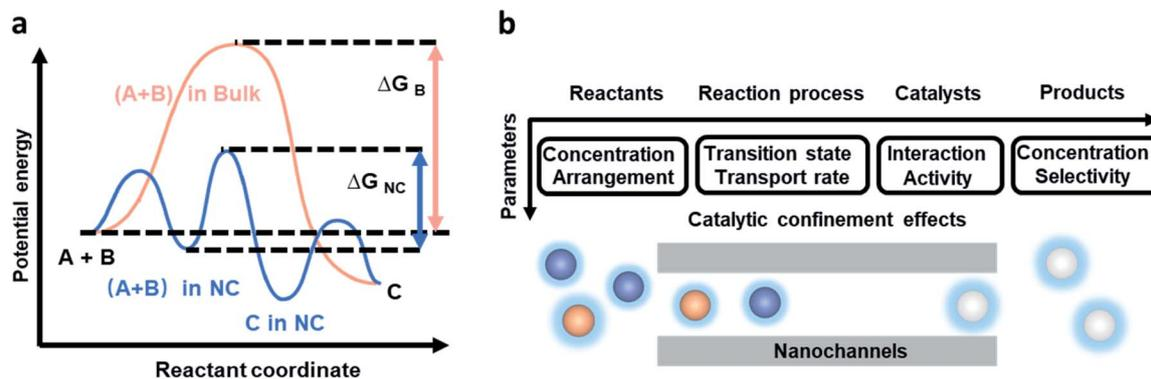 a
(A+B) in Bulk
ΔG B
ΔG NC
Potential energy
A + B
(A+B) in NC
C
C in NC
Reactant coordinate
b
Reactants Reaction process Catalysts Products
Parameters
Concentration
Arrangement
Transition state
Transport rate
Interaction
Activity
Concentration
Selectivity
Catalytic confinement effects
Nanochannels